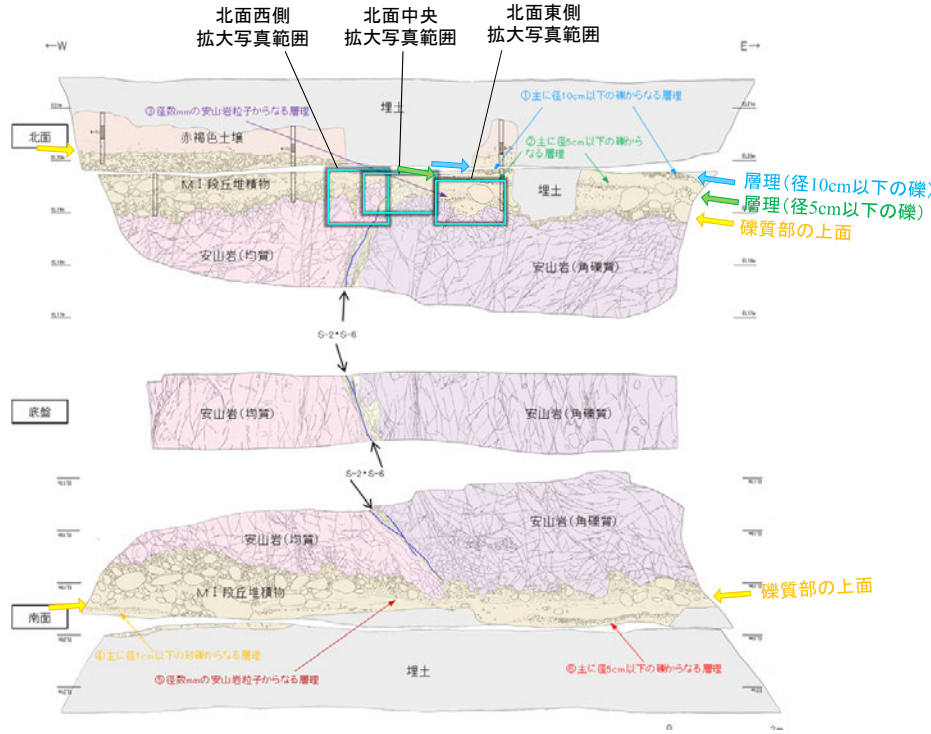 北面西側
拡大写真範囲
北面中央
拡大写真範囲
北面東側
拡大写真範囲
←W
E→
埋土
①主に径10cm以下の礫からなる層理
③径数mmの安山岩粒子からなる層理
北面
赤褐色土壌
②主に径5cm以下の礫から
なる層理
層理(径10cm以下の礫)
MⅠ段丘堆積物
埋土
層理(径5cm以下の礫)
礫質部の上面
安山岩(均質)
安山岩(角礫質)
S-2・S-6
底盤
安山岩(均質)
安山岩(角礫質)
S-2・S-6
安山岩(角礫質)
安山岩(均質)
MⅠ段丘堆積物
礫質部の上面
南面
④主に径1cm以下の砂礫からなる層理
⑥主に径5cm以下の礫からなる層理
埋土
⑤径数mmの安山岩粒子からなる層理
0
2m